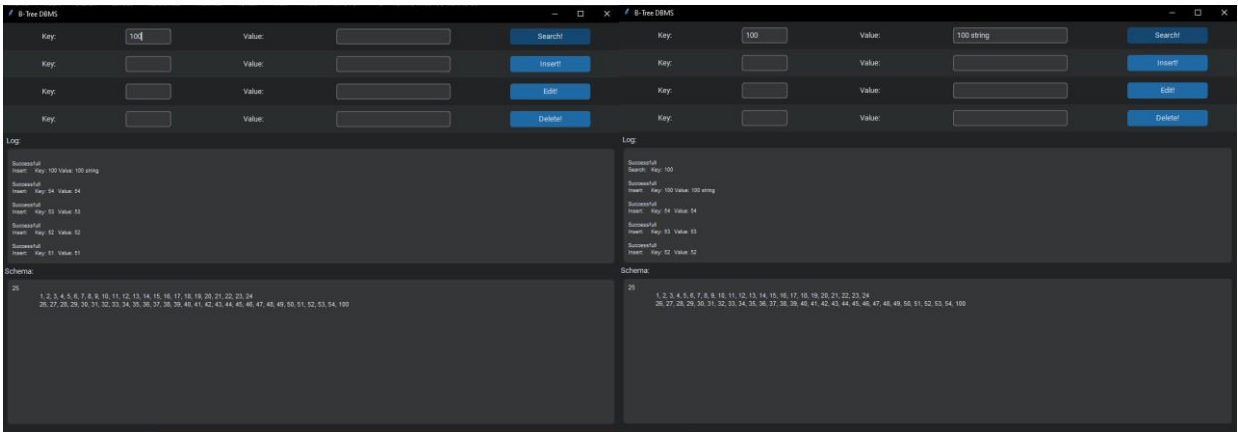 B-Tree DBMS
Key: 100 Value: Search!
Key: Value: Insert!
Key: Value: Edit!
Key: Value: Delete!
Log:
Successfull
Insert: Key: 100 Value: 100 string
Successfull
Insert: Key: 54 Value: 54
Successfull
Insert: Key: 53 Value: 53
Successfull
Insert: Key: 52 Value: 52
Successfull
Insert: Key: 51 Value: 51
Schema:
25
1, 2, 3, 4, 5, 6, 7, 8, 9, 10, 11, 12, 13, 14, 15, 16, 17, 18, 19, 20, 21, 22, 23, 24
26, 27, 28, 29, 30, 31, 32, 33, 34, 35, 36, 37, 38, 39, 40, 41, 42, 43, 44, 45, 46, 47, 48, 49, 50, 51, 52, 53, 54, 100
B-Tree DBMS
Key: 100 Value: 100 string Search!
Key: Value: Insert!
Key: Value: Edit!
Key: Value: Delete!
Log:
Successfull
Search: Key: 100
Successfull
Insert: Key: 100 Value: 100 string
Successfull
Insert: Key: 54 Value: 54
Successfull
Insert: Key: 53 Value: 53
Successfull
Insert: Key: 52 Value: 52
Schema:
25
1, 2, 3, 4, 5, 6, 7, 8, 9, 10, 11, 12, 13, 14, 15, 16, 17, 18, 19, 20, 21, 22, 23, 24
26, 27, 28, 29, 30, 31, 32, 33, 34, 35, 36, 37, 38, 39, 40, 41, 42, 43, 44, 45, 46, 47, 48, 49, 50, 51, 52, 53, 54, 100